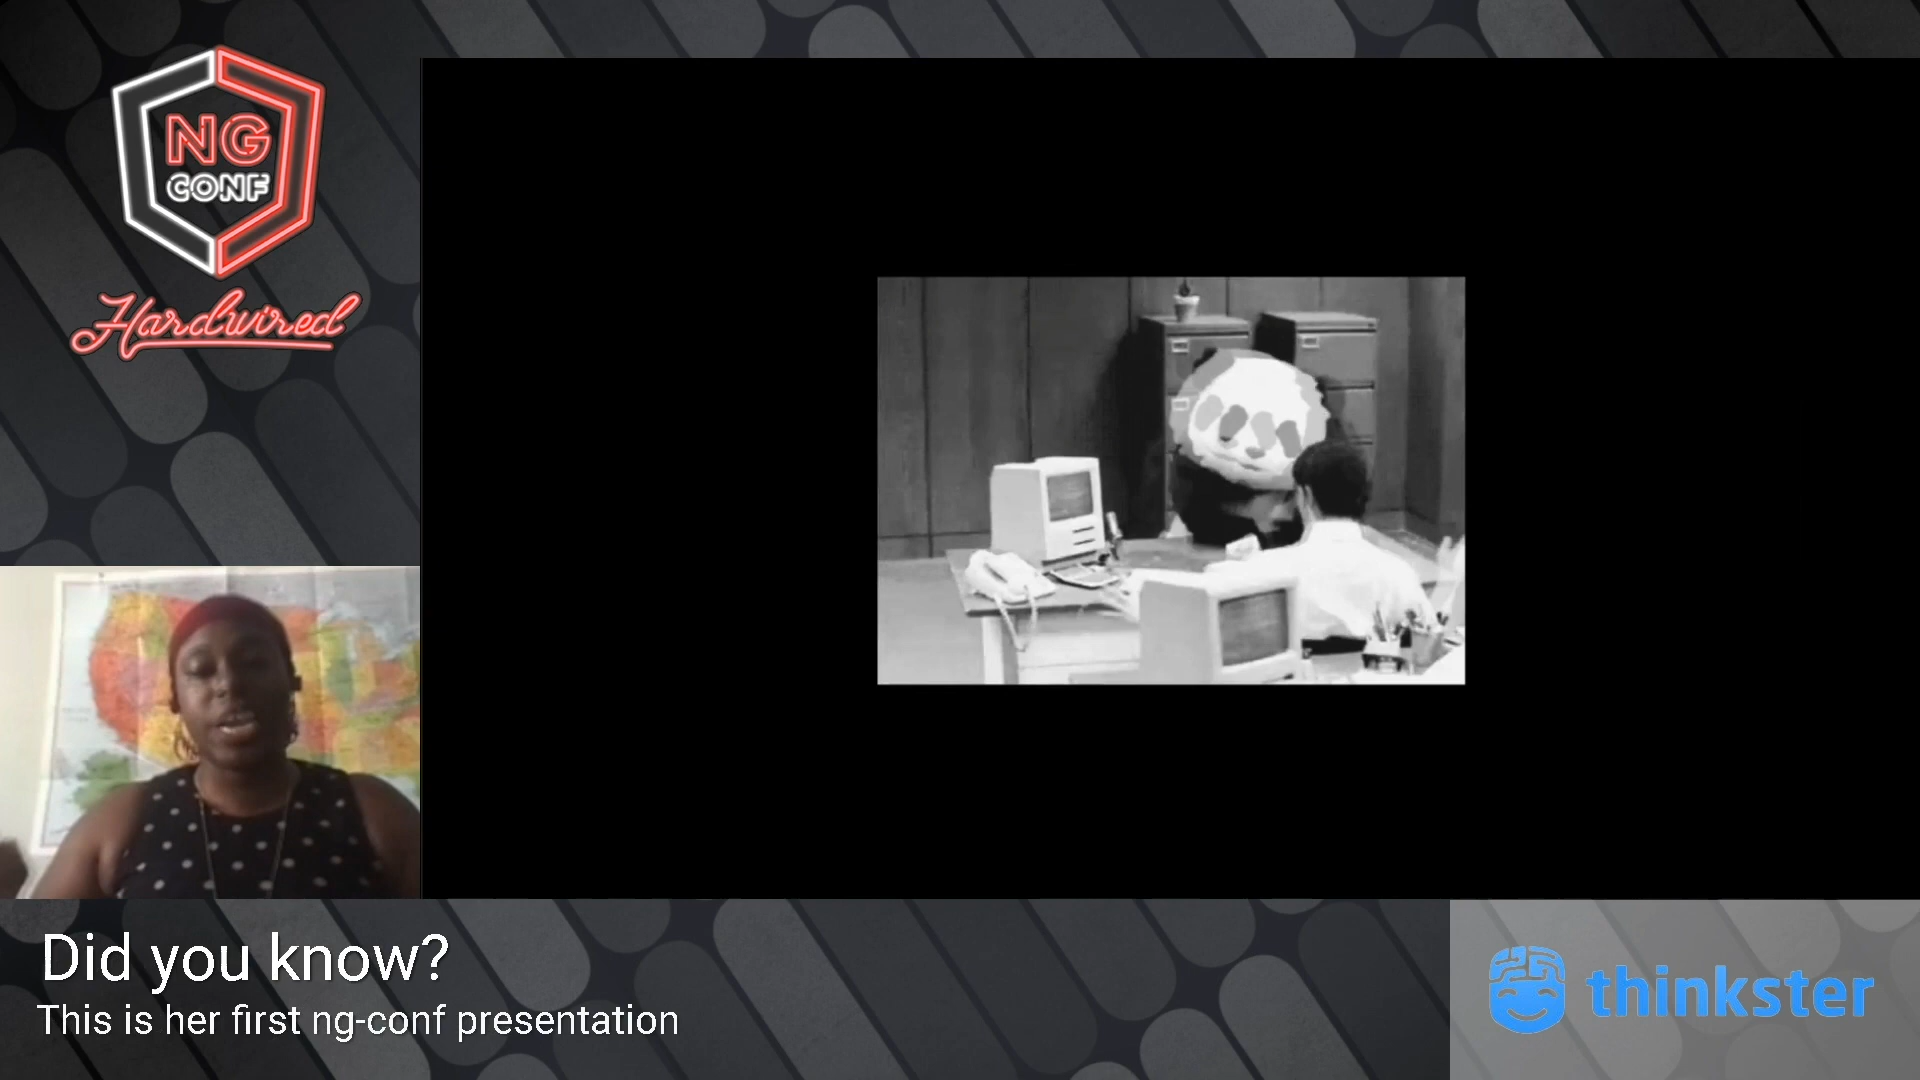 NG
CONF
Hardwired
Did you know?
This is her first ng-conf presentation
thinkster